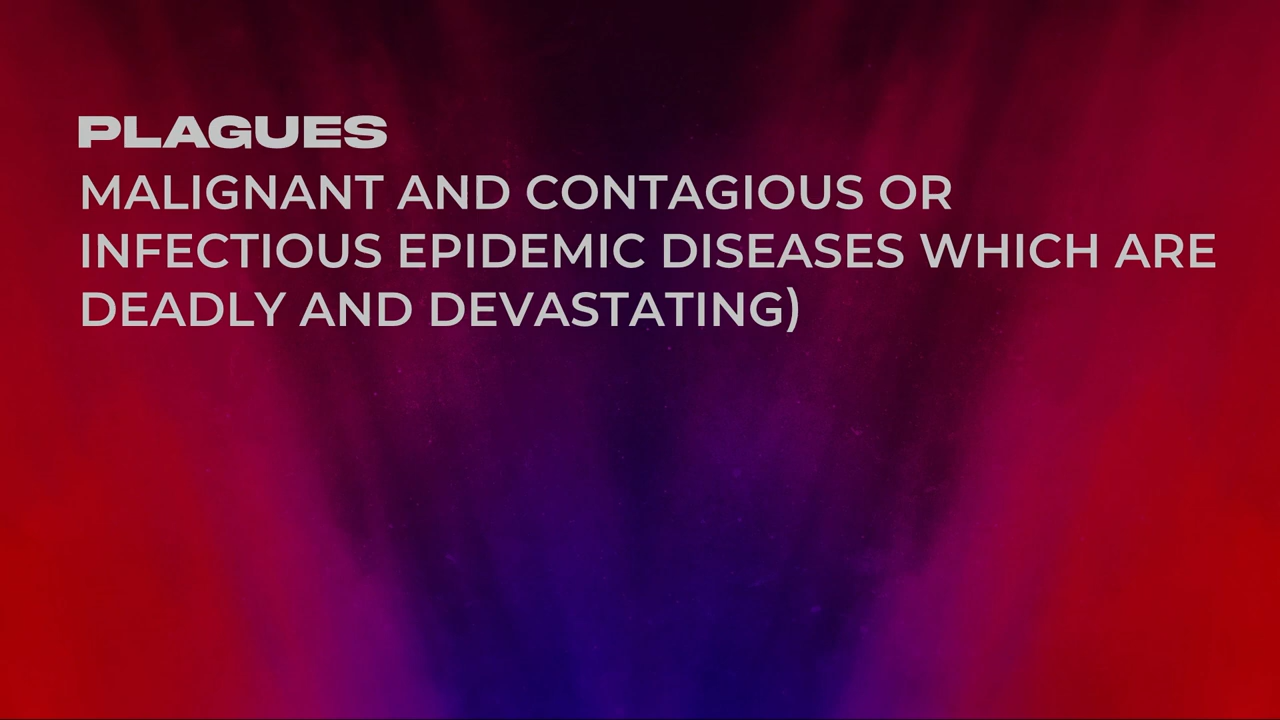 PLAGUES
MALIGNANT AND CONTAGIOUS OR
INFECTIOUS EPIDEMIC DISEASES WHICH ARE
DEADLY AND DEVASTATING)